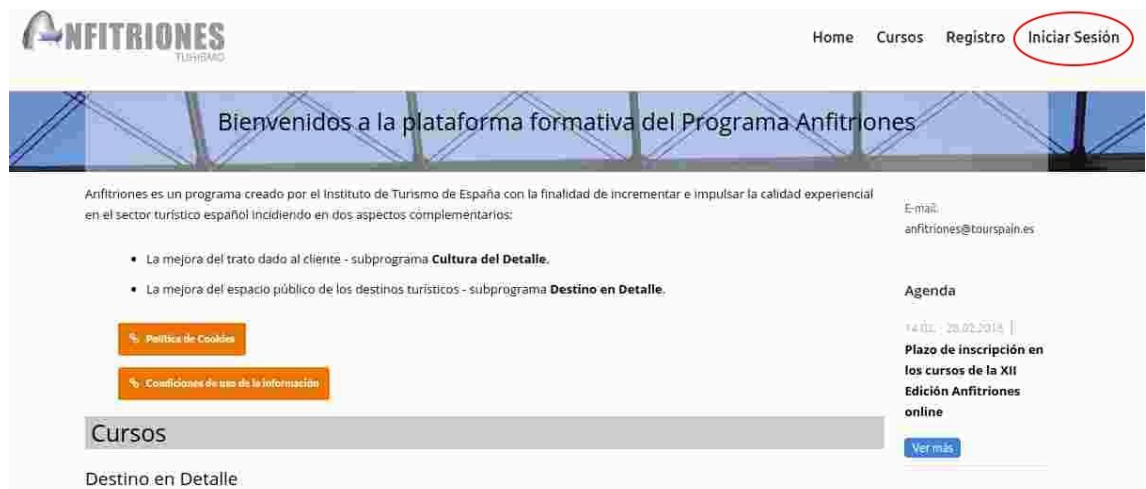 ANFITRIONES
TURISMO
Home Cursos Registro Iniciar Sesión
Bienvenidos a la plataforma formativa del Programa Anfitriones
Anfitriones es un programa creado por el Instituto de Turismo de España con la finalidad de incrementar e impulsar la calidad experiencial
en el sector turístico español incidiendo en dos aspectos complementarios:
• La mejora del trato dado al cliente - subprograma Cultura del Detalle.
• La mejora del espacio público de los destinos turísticos - subprograma Destino en Detalle.
Política de Cookies
Condiciones de uso de la información
Cursos
Destino en Detalle
E-mail:
anfitriones@tourspain.es
Agenda
Plazo de inscripción en
los cursos de la XII
Edición Anfitriones
online
Ver más